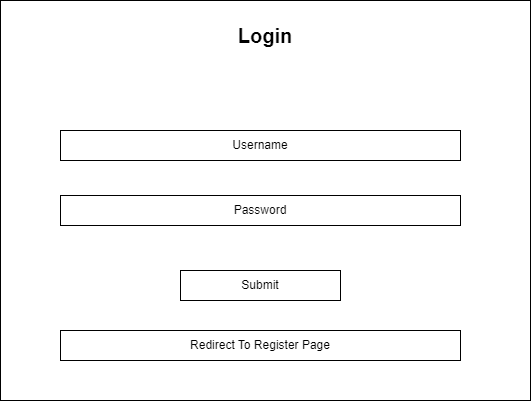 Login
Username
Password
Submit
Redirect To Register Page